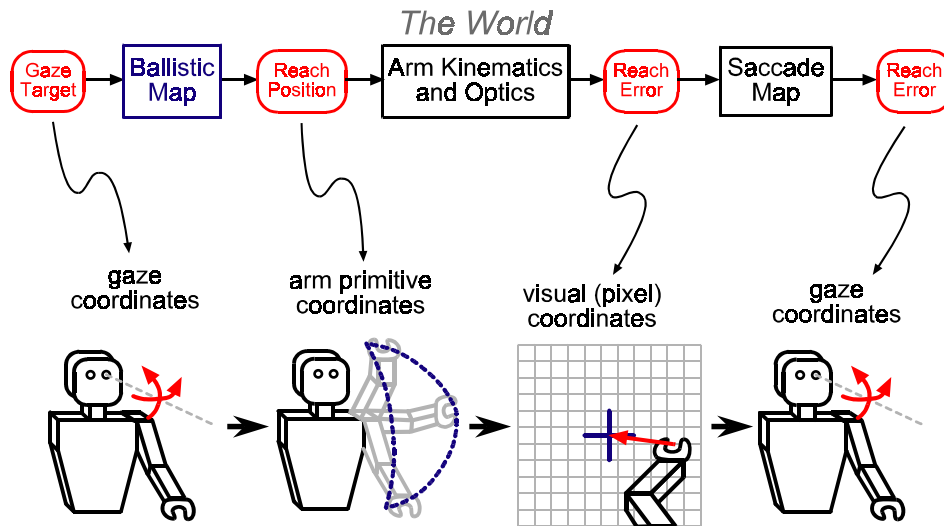 The World
Gaze
Target
Ballistic
Map
Reach
Position
Arm Kinematics
and Optics
Reach
Error
Saccade
Map
Reach
Error
gaze
coordinates
arm primitive
coordinates
visual (pixel)
coordinates
gaze
coordinates